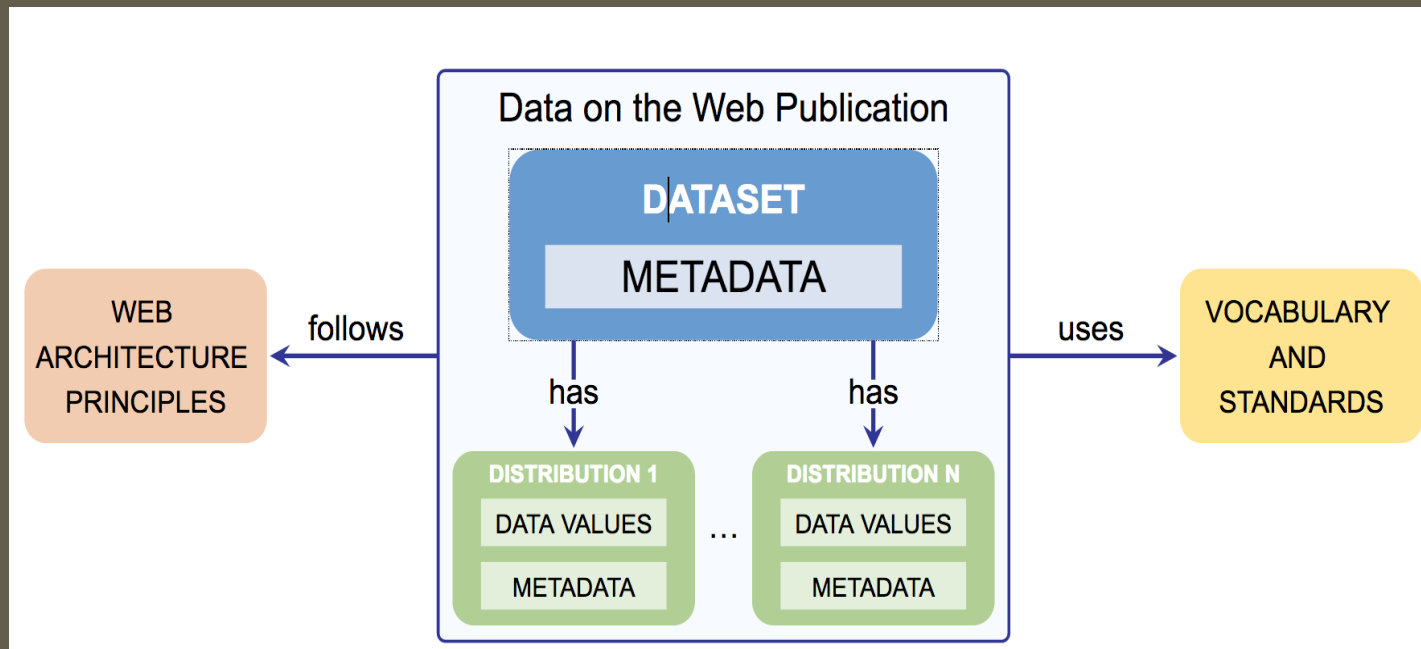 Data on the Web Publication
DATASET
METADATA
WEB
ARCHITECTURE
PRINCIPLES
follows
uses
VOCABULARY
AND
STANDARDS
has
has
DISTRIBUTION 1
DATA VALUES
METADATA
...
DISTRIBUTION N
DATA VALUES
METADATA